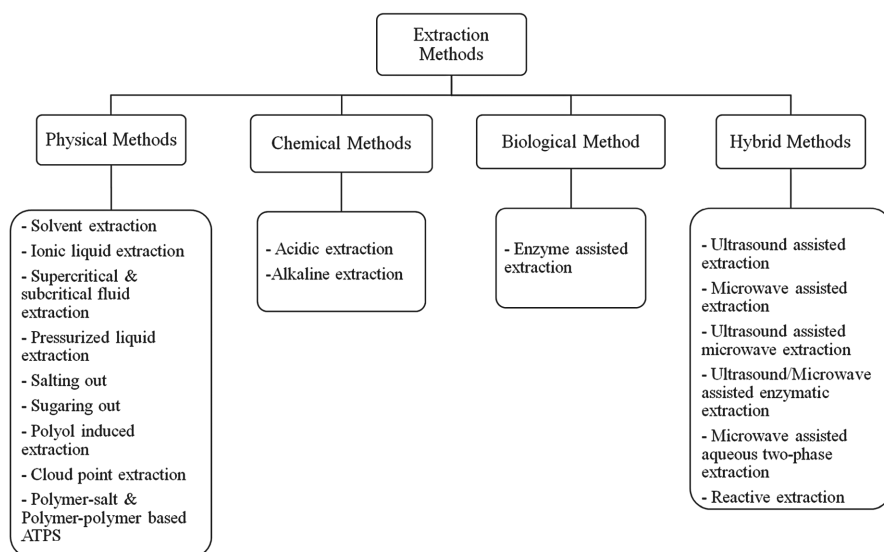 Extraction
Methods
Physical Methods
Chemical Methods
Biological Method
Hybrid Methods
- Solvent extraction
- Ionic liquid extraction
- Supercritical &
subcritical fluid
extraction
- Pressurized liquid
extraction
- Salting out
- Sugaring out
- Polyol induced
extraction
- Cloud point extraction
- Polymer-salt &
Polymer-polymer based
ATPS
- Acidic extraction
-Alkaline extraction
- Enzyme assisted
extraction
- Ultrasound assisted
extraction
- Microwave assisted
extraction
- Ultrasound assisted
microwave extraction
- Ultrasound/Microwave
assisted enzymatic
extraction
- Microwave assisted
aqueous two-phase
extraction
- Reactive extraction